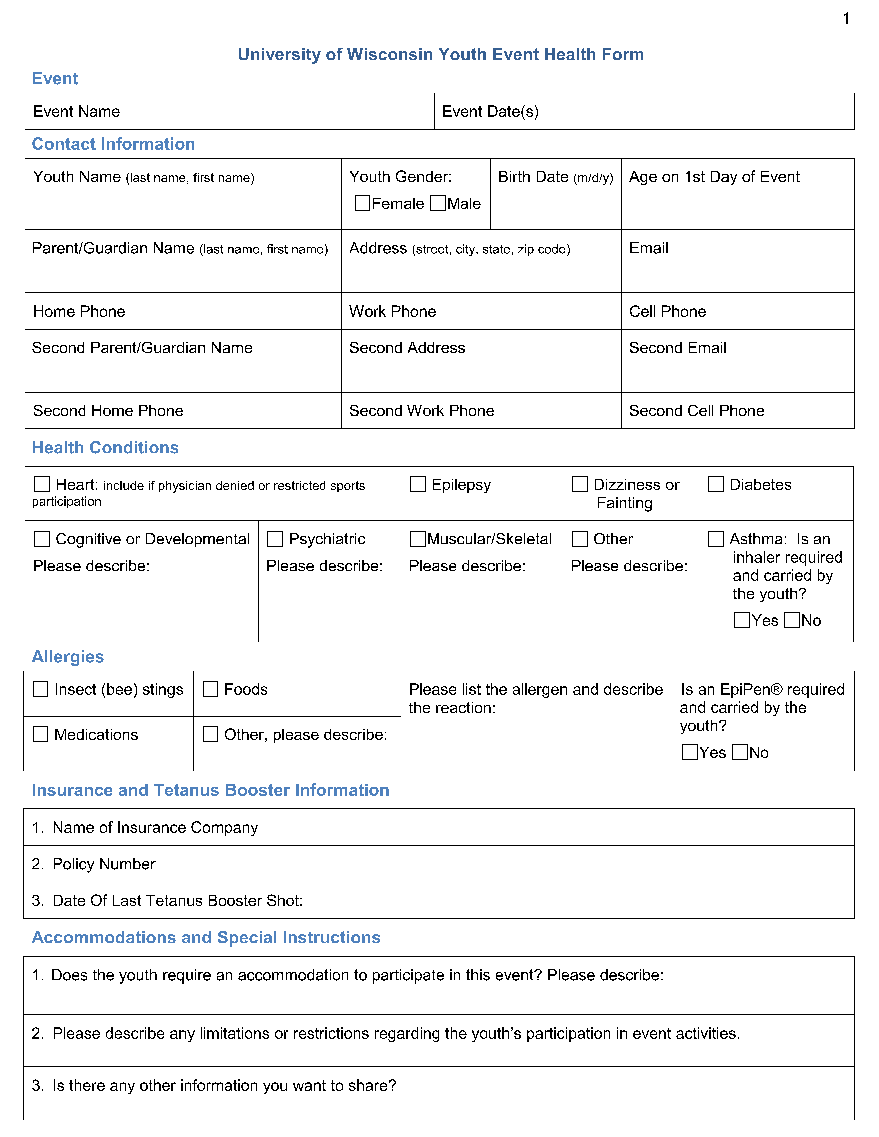 1
University of Wisconsin Youth Event Health Form
Event
Event Name
Event Date(s)
Contact Information
Youth Name (last name, first name)
Youth Gender:
Female Male
Birth Date (m/d/y)
Age on 1st Day of Event
Parent/Guardian Name (last name, first name)
Address (street, city, state, zip code)
Email
Home Phone
Work Phone
Cell Phone
Second Parent/Guardian Name
Second Address
Second Email
Second Home Phone
Second Work Phone
Second Cell Phone
Health Conditions
Heart: include if physician denied or restricted sports
participation
Epilepsy
Dizziness or
Fainting
Diabetes
Cognitive or Developmental
Please describe:
Psychiatric
Please describe:
Muscular/Skeletal
Please describe:
Other
Please describe:
Asthma: Is an
inhaler required
and carried by
the youth?
Yes No
Allergies
Insect (bee) stings
Foods
Medications
Other, please describe:
Please list the allergen and describe
the reaction:
Is an EpiPen® required
and carried by the
youth?
Yes No
Insurance and Tetanus Booster Information
1. Name of Insurance Company
2. Policy Number
3. Date Of Last Tetanus Booster Shot:
Accommodations and Special Instructions
1. Does the youth require an accommodation to participate in this event? Please describe:
2. Please describe any limitations or restrictions regarding the youth's participation in event activities.
3. Is there any other information you want to share?